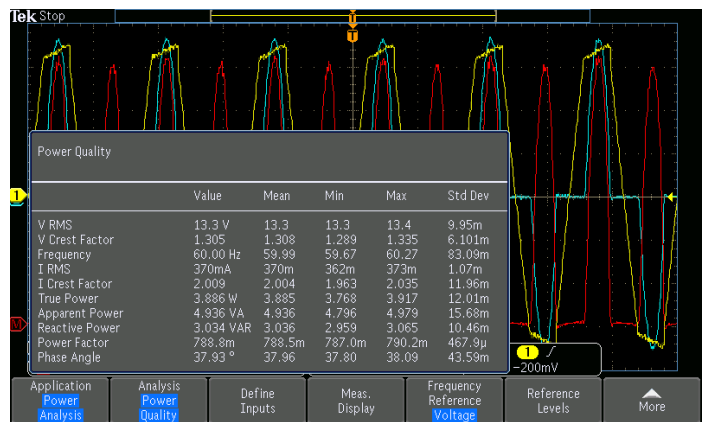 Tek Stop
T
T
Power Quality
Value Mean Min Max Std Dev
V RMS 13.3 V 13.3 13.3 13.4 9.95m
V Crest Factor 1.305 1.308 1.289 1.335 6.101m
Frequency 60.00 Hz 59.99 59.67 60.27 83.09m
I RMS 370mA 370m 362m 373m 1.07m
I Crest Factor 2.009 2.004 1.963 2.035 11.96m
True Power 3.886 W 3.885 3.768 3.917 12.01m
Apparent Power 4.936 VA 4.936 4.796 4.979 15.68m
Reactive Power 3.034 VAR 3.036 2.959 3.065 10.46m
Power Factor 788.8m 788.5m 787.0m 790.2m 467.9µ
Phase Angle 37.93 ° 37.96 37.80 38.09 43.59m
1
M
1
-200mV
Application
Power
Analysis
Analysis
Power
Quality
Define
Inputs
Meas.
Display
Frequency
Reference
Voltage
Reference
Levels
More